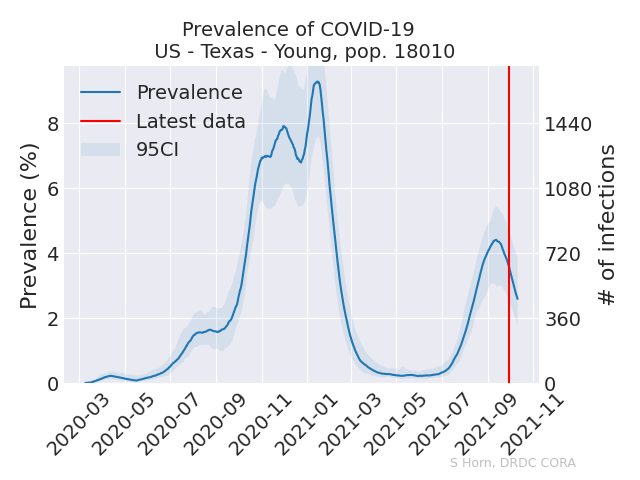 Prevalence of COVID-19
US - Texas - Young, pop. 18010
Prevalence
Latest data
95CI
Prevalence (%)
8
6
4
2
0
1440
1080
720
360
0
# of infections
2020-03
2020-05
2020-07
2020-09
2020-11
2021-01
2021-03
2021-05
2021-07
2021-09
2021-11
S Horn, DRDC CORA